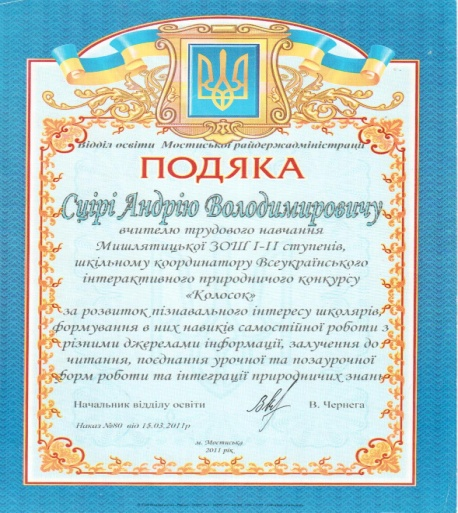 Відділ освіти Мостиської райдержадміністрації
ПОДЯКА
Сцірі Андрію Володимировичу
вчителю трудового навчання
Мишлятицької ЗОШ I-II ступенів,
шкільному координатору Всеукраїнського
інтерактивного природничого конкурсу
«Колосок»
за розвиток пізнавального інтересу школярів,
формування в них навиків самостійної роботи з
різними джерелами інформації, залучення до
читання, поєднання урочної та позаурочної
форм роботи та інтеграції природничих знань
Начальник відділу освіти В. Чернега
Наказ №80 від 15.03.2011р
м. Мостиська
2011 рік